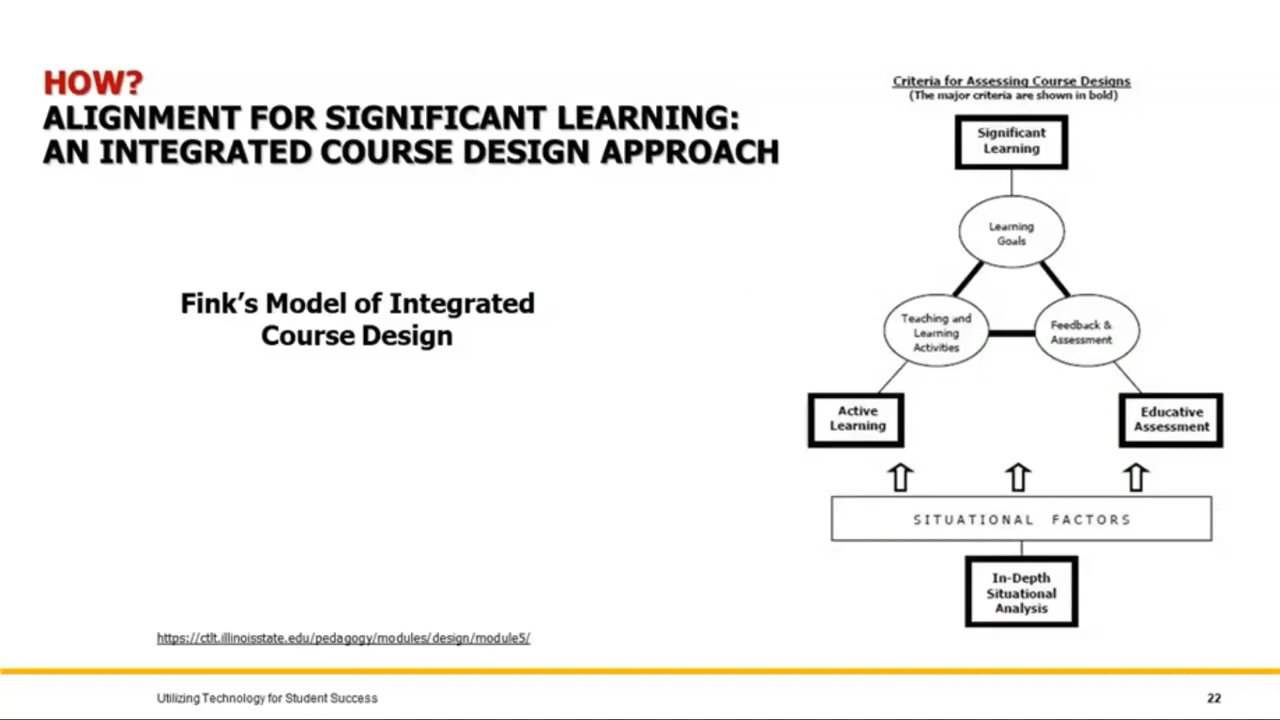 HOW?
ALIGNMENT FOR SIGNIFICANT LEARNING:
AN INTEGRATED COURSE DESIGN APPROACH
Fink’s Model of Integrated
Course Design
https://ctlt.illinoisstate.edu/pedagogy/modules/design/module5/
Criteria for Assessing Course Designs
(The major criteria are shown in bold)
Significant
Learning
Learning
Goals
Teaching and
Learning
Activities
Feedback &
Assessment
Active
Learning
Educative
Assessment
SITUATIONAL FACTORS
In-Depth
Situational
Analysis
Utilizing Technology for Student Success
22